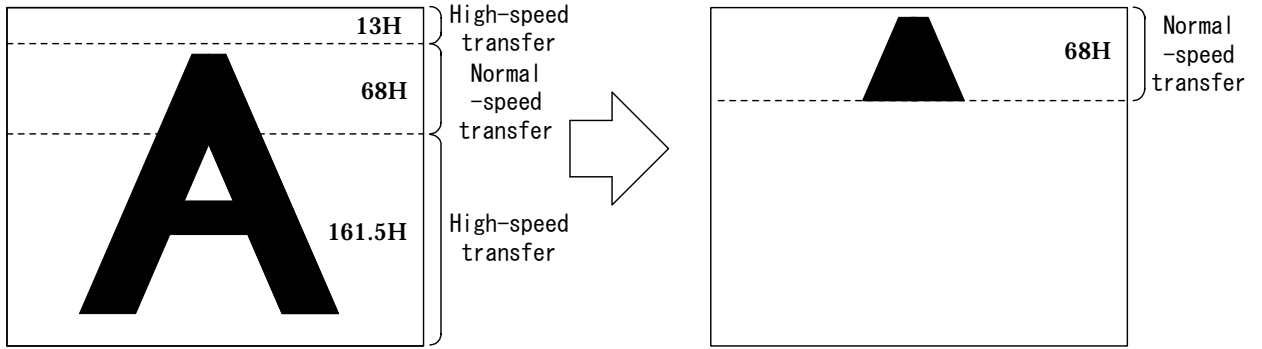 13H
High-speed
transfer
68H
Normal
-speed
transfer
161.5H
High-speed
transfer
A
68H
Normal
-speed
transfer